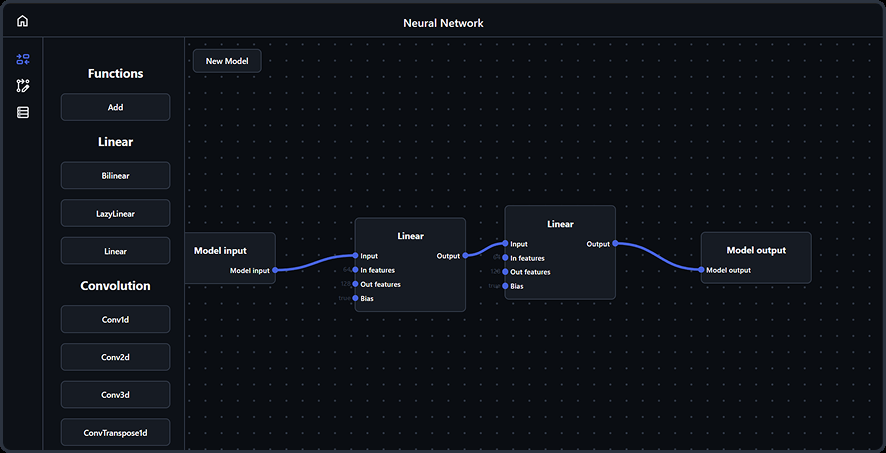 Neural Network
New Model
Functions
Add
Linear
Bilinear
LazyLinear
Linear
Convolution
Conv1d
Conv2d
Conv3d
ConvTranspose1d
Model input
Model input
Linear
Input
Output
64
In features
128
Out features
true
Bias
Linear
Input
Output
In features
Out features
true
Bias
Model output
Model output